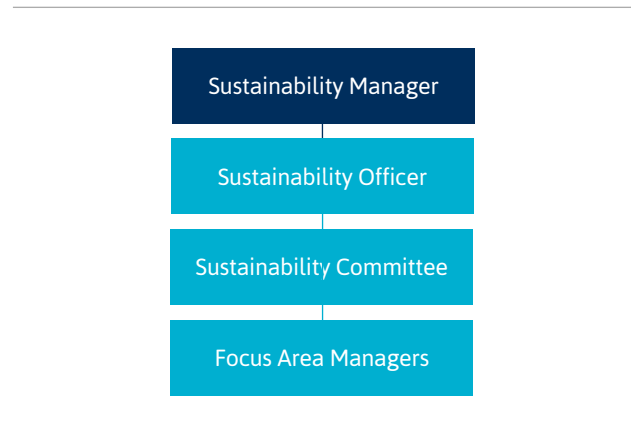 Sustainability Manager
Sustainability Officer
Sustainability Committee
Focus Area Managers